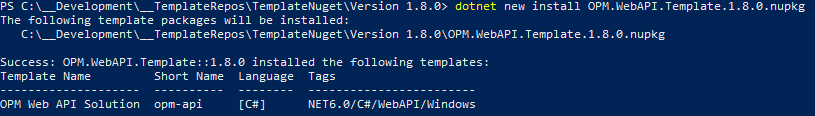 PS C:\__Development\__TemplateRepos\TemplateNuget\Version 1.8.0> dotnet new install OPM.WebAPI.Template.1.8.0.nupkg
The following template packages will be installed:
   C:\__Development\__TemplateRepos\TemplateNuget\Version 1.8.0\OPM.WebAPI.Template.1.8.0.nupkg

Success: OPM.WebAPI.Template::1.8.0 installed the following templates:
Template Name         Short Name  Language  Tags
--------------------  ----------  --------  ------------------------
OPM Web API Solution  opm-api     [C#]      NET6.0/C#/WebAPI/Windows